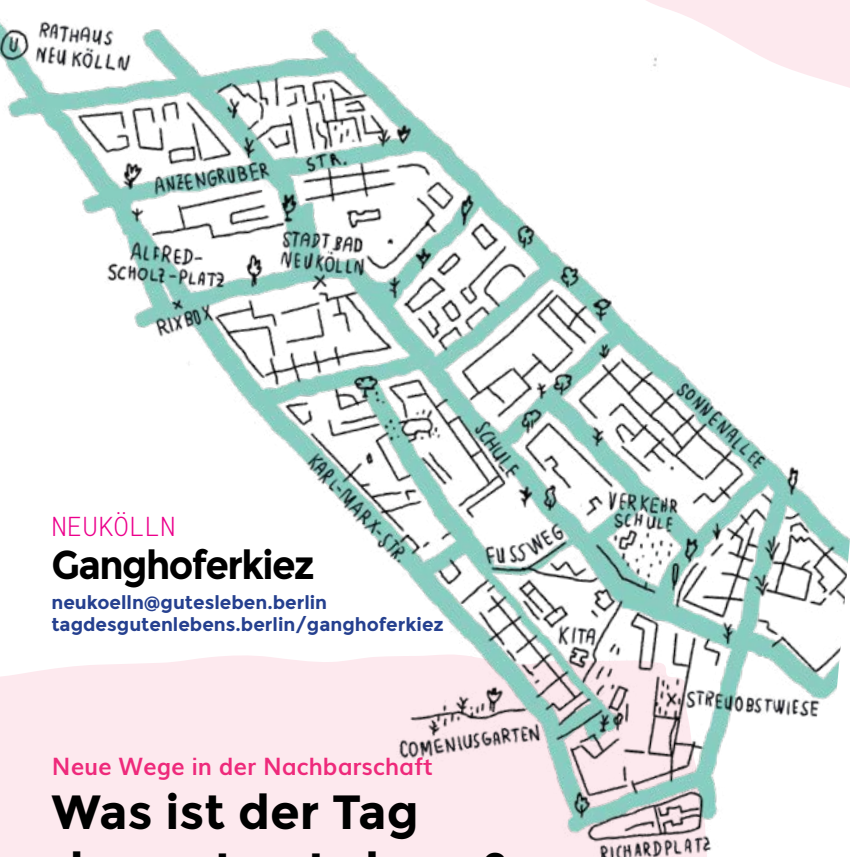 U
RATHAUS
NEUKÖLLN
ANZENGRUBER STR.
ALFRED-
SCHOLZ-PLATZ
STADTBAD
NEUKÖLLN
RIXBOX
SONNENALLEE
SCHULE
KARL-MARX-STR.
VERKEHR
SCHULE
FUSSWEG
NEUKÖLLN
Ganghoferkiez
neukoelln@gutesleben.berlin
tagdesgutenlebens.berlin/ganghoferkiez
KITA
STREUOBSTWIESE
COMENIUSGARTEN
Neue Wege in der Nachbarschaft
Was ist der Tag
RICHARDPLATZ